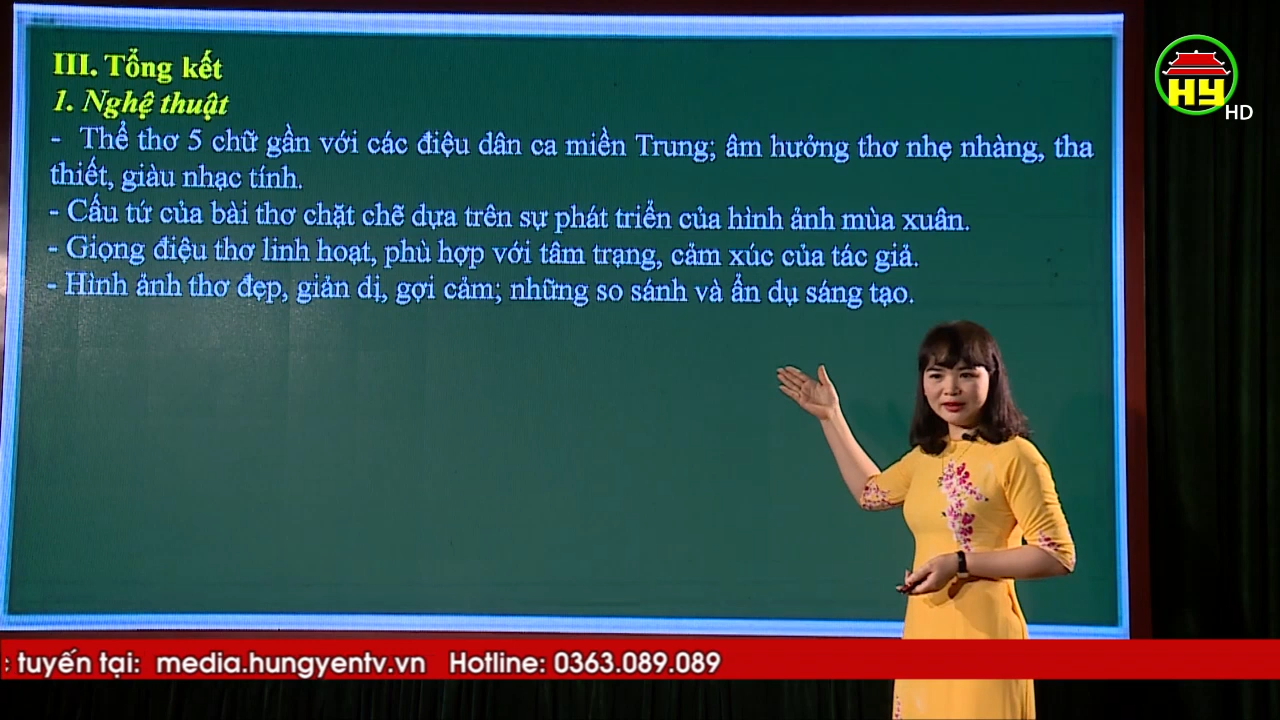 III. Tổng kết
1. Nghệ thuật
- Thể thơ 5 chữ gần với các điệu dân ca miền Trung; âm hưởng thơ nhẹ nhàng, tha
thiết, giàu nhạc tính.
- Cấu tứ của bài thơ chặt chẽ dựa trên sự phát triển của hình ảnh mùa xuân.
- Giọng điệu thơ linh hoạt, phù hợp với tâm trạng, cảm xúc của tác giả.
- Hình ảnh thơ đẹp, giản dị, gợi cảm; những so sánh và ẩn dụ sáng tạo.
HY
HD
tuyến tại: media.hungyentv.vn Hotline: 0363.089.089